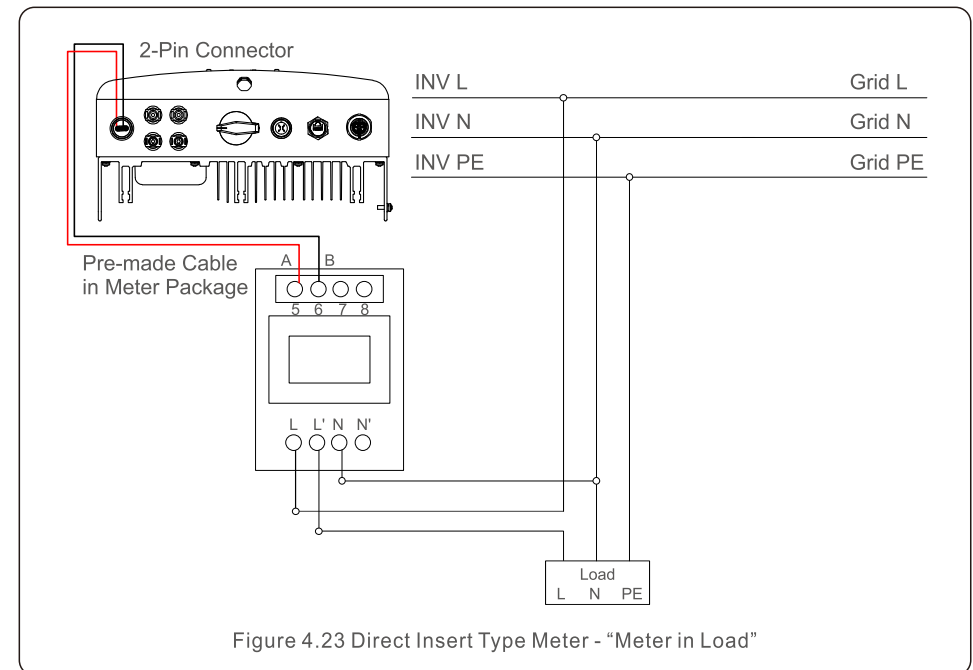 2-Pin Connector
INV L Grid L
INV N Grid N
INV PE Grid PE
Pre-made Cable
in Meter Package
A B
5 6 7 8
L L' N N'
Load
L N PE
Figure 4.23 Direct Insert Type Meter - “Meter in Load”